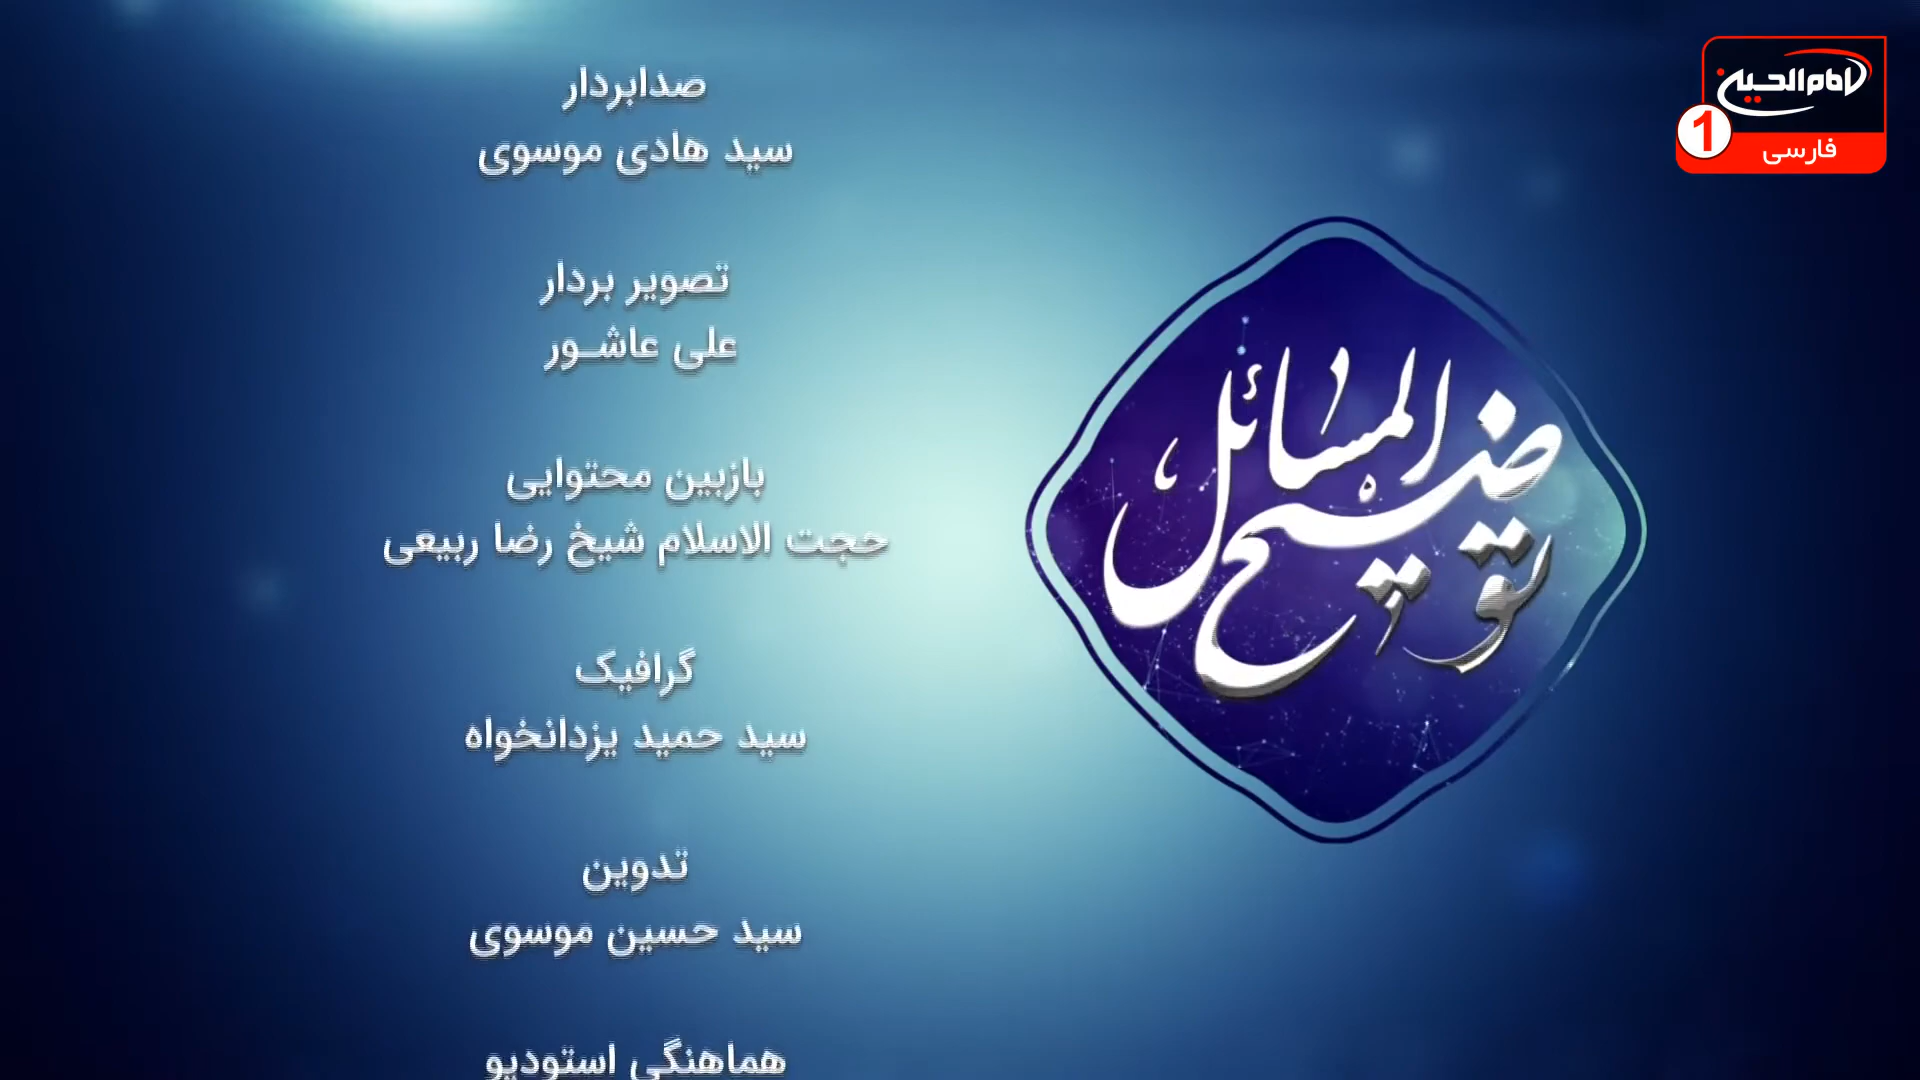 صدابردار
سید هادی موسوی
تصویر بردار
علی عاشـور
بازبین محتوایی
حجت الاسلام شیخ رضا ربیعی
گرافیک
سید حمید یزدانخواه
تدوین
سید حسین موسوی
هماهنگی استودیو
توضیح المسائل
امام الحسین
1
فارسی